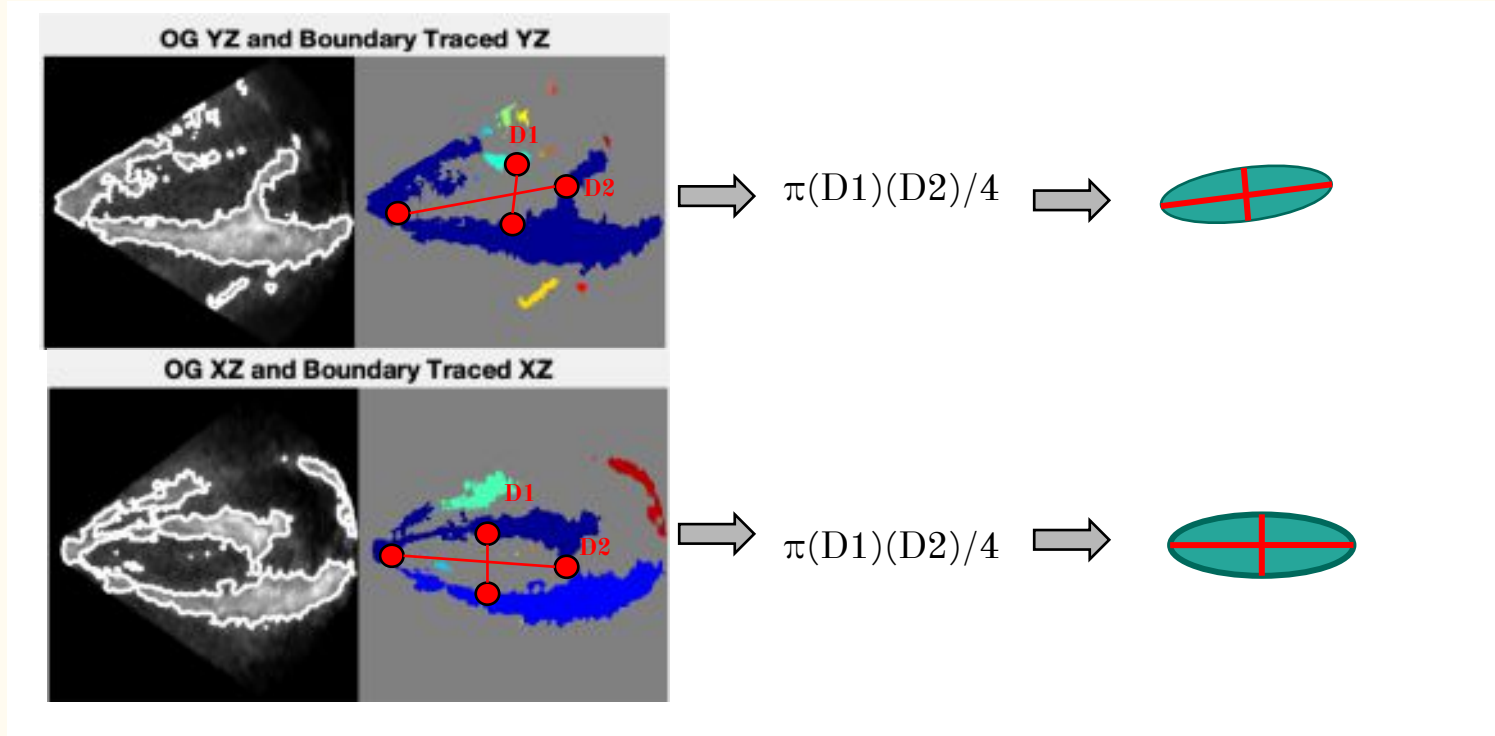 OG YZ and Boundary Traced YZ
D1
D2
π(D1)(D2)/4
OG XZ and Boundary Traced XZ
D1
D2
π(D1)(D2)/4